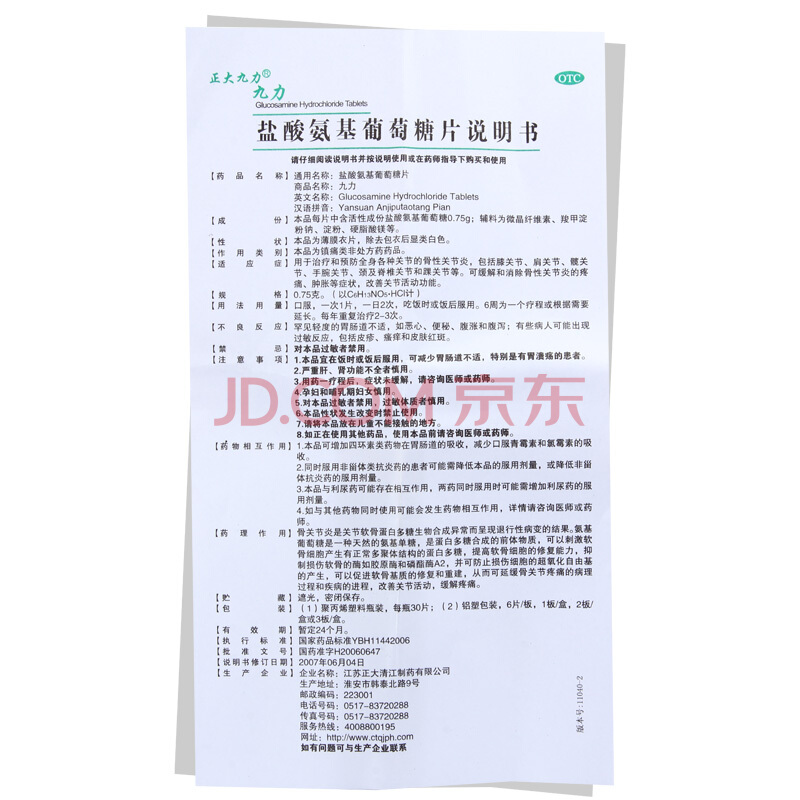 正大九力®
九力
Glucosamine Hydrochloride Tablets
OTC
盐酸氨基葡萄糖片说明书
请仔细阅读说明书并按说明使用或在药师指导下购买和使用
【药品名称】通用名称：盐酸氨基葡萄糖片
商品名称：九力
英文名称：Glucosamine Hydrochloride Tablets
汉语拼音：Yansuan Anjiputaotang Pian
【成份】本品每片中含活性成份盐酸氨基葡萄糖0.75g；辅料为微晶纤维素、羧甲淀
粉钠、淀粉、硬脂酸镁等。
【性状】本品为薄膜衣片，除去包衣后显类白色。
【作用类别】本品为镇痛类非处方药药品。
【适应症】用于治疗和预防全身各种关节的骨性关节炎，包括膝关节、肩关节、髋关
节、手腕关节、颈及脊椎关节和踝关节等。可缓解和消除骨性关节炎的疼
痛、肿胀等症状，改善关节活动功能。
【规格】0.75克。（以C6H13NO5·HCl计）
【用法用量】口服，一次1片，一日2次，吃饭时或饭后服用。6周为一个疗程或根据需要
延长。每年重复治疗2-3次。
【不良反应】罕见轻度的胃肠道不适，如恶心、便秘、腹涨和腹泻；有些病人可能出现
过敏反应，包括皮疹、瘙痒和皮肤红斑。
【禁忌】对本品过敏者禁用。
【注意事项】1.本品宜在饭时或饭后服用，可减少胃肠道不适，特别是有胃溃疡的患者。
2.严重肝、肾功能不全者慎用。
3.用药一疗程后，症状未缓解，请咨询医师或药师。
4.孕妇和哺乳期妇女慎用。
5.对本品过敏者禁用，过敏体质者慎用。
6.本品性状发生改变时禁止使用。
7.请将本品放在儿童不能接触的地方。
8.如正在使用其他药品，使用本品前请咨询医师或药师。
JD.COM 京东
【药物相互作用】1.本品可增加四环素类药物在胃肠道的吸收，减少口服青霉素和氯霉素的吸
收。
2.同时服用非甾体类抗炎药的患者可能需降低本品的服用剂量，或降低非甾
体抗炎药的服用剂量。
3.本品与利尿药可能存在相互作用，两药同时服用时可能需增加利尿药的服
用剂量。
4.如与其他药物同时使用可能会发生药物相互作用，详情请咨询医师或药
师。
【药理作用】骨关节炎是关节软骨蛋白多糖生物合成异常而呈现退行性病变的结果。氨基
葡萄糖是一种天然的氨基单糖，是蛋白多糖合成的前体物质，可以刺激软
骨细胞产生有正常多聚体结构的蛋白多糖，提高软骨细胞的修复能力，抑
制损伤软骨的酶如胶原酶和磷酯酶A2，并可防止损伤细胞的超氧化自由基
的产生，可以促进软骨基质的修复和重建，从而可延缓骨关节疼痛的病理
过程和疾病的进程，改善关节活动，缓解疼痛。
【贮藏】遮光，密闭保存。
【包装】（1）聚丙烯塑料瓶装，每瓶30片；（2）铝塑包装，6片/板，1板/盒，2板/
盒或3板/盒。
【有效期】暂定24个月。
【执行标准】国家药品标准YBH11442006
【批准文号】国药准字H20060647
【说明书修订日期】2007年06月04日
【生产企业】企业名称：江苏正大清江制药有限公司
生产地址：淮安市韩泰北路9号
邮政编码：223001
电话号码：0517-83720288
传真号码：0517-83720288
服务热线：4008800195
网址：http://www.ctqjph.com
如有问题可与生产企业联系
版本号：11040-2